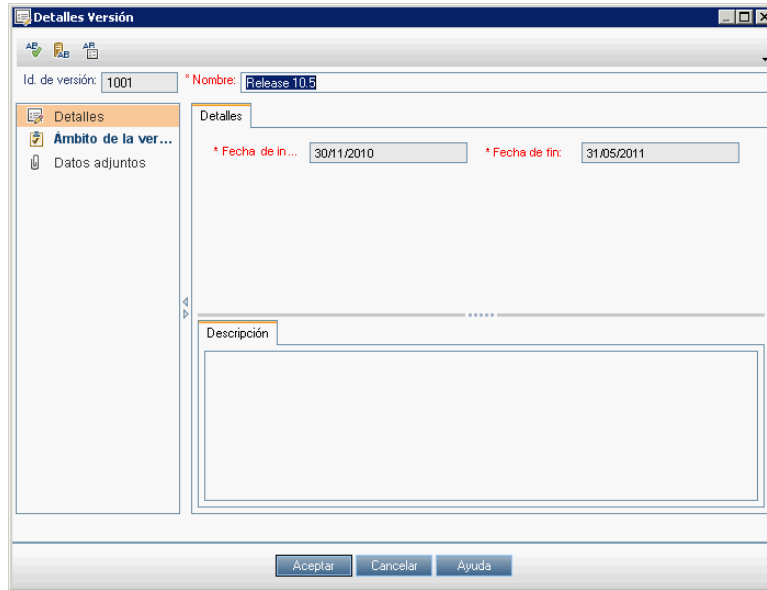 Detalles Versión
Id. de versión: 1001 * Nombre: Release 10.5
Detalles
Ámbito de la ver...
Datos adjuntos
Detalles
* Fecha de in... 30/11/2010 * Fecha de fin: 31/05/2011
Descripción
Aceptar Cancelar Ayuda